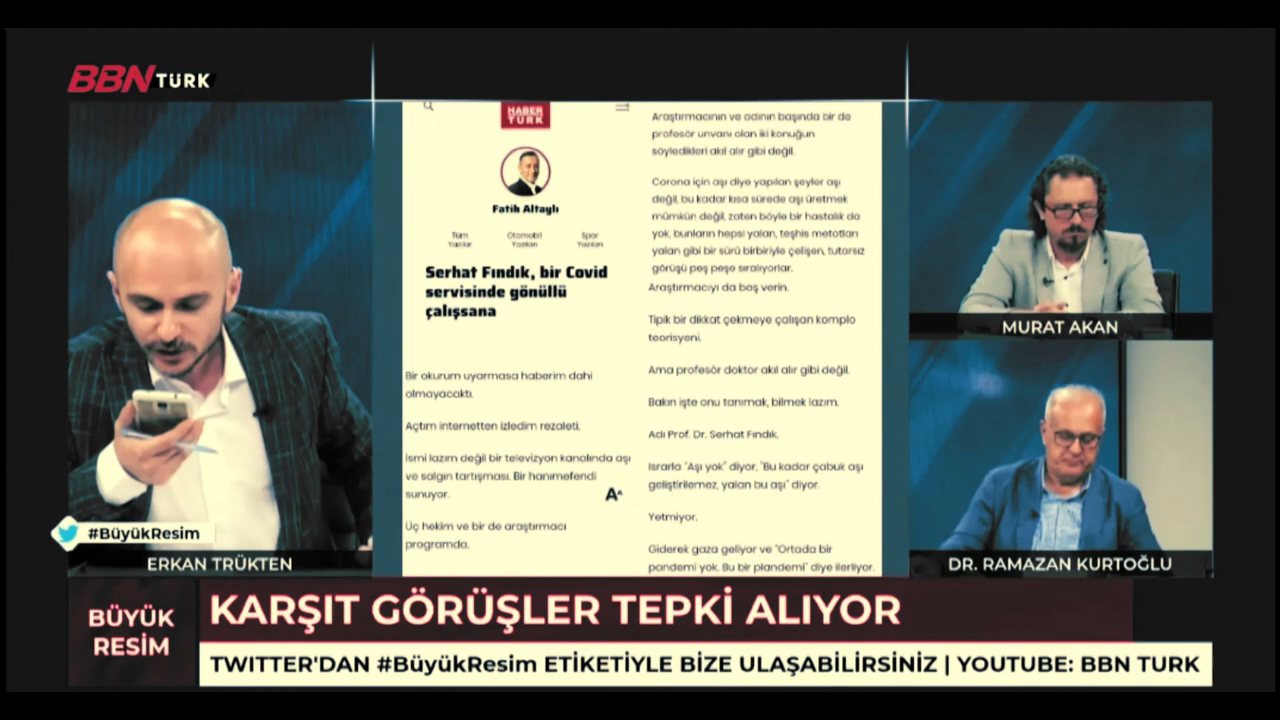 BBN TÜRK
HABER
TÜRK
Fatih Altaylı
Tüm
Yazılar
Otomobil
Yazıları
Spor
Yazıları
Serhat Fındık, bir Covid
servisinde gönüllü
çalışsana
Bir okurum uyarmasa haberim dahi
olmayacaktı.
Açtım internetten izledim rezaleti.
İsmi lazım değil bir televizyon kanalında aşı
ve salgın tartışması. Bir hanımefendi
sunuyor.
Üç hekim ve bir de araştırmacı
programda.
AA
Araştırmacının ve adının başında bir de
profesör unvanı olan iki konuğun
söyledikleri akıl alır gibi değil.
Corona için aşı diye yapılan şeyler aşı
değil, bu kadar kısa sürede aşı üretmek
mümkün değil, zaten böyle bir hastalık da
yok, bunların hepsi yalan, teşhis metotları
yalan gibi bir sürü birbiriyle çelişen, tutarsız
görüşü peş peşe sıralıyorlar.
Araştırmacıyı da boş verin.
Tipik bir dikkat çekmeye çalışan komplo
teorisyeni.
Ama profesör doktor akıl alır gibi değil.
Bakın işte onu tanımak, bilmek lazım.
Adı Prof. Dr. Serhat Fındık.
Israrla "Aşı yok" diyor, "Bu kadar çabuk aşı
geliştirilemez, yalan bu aşı" diyor.
Yetmiyor.
Giderek gaza geliyor ve "Ortada bir
pandemi yok. Bu bir plandemi" diye ilerliyor.
MURAT AKAN
#BüyükResim
ERKAN TRÜKTEN
DR. RAMAZAN KURTOĞLU
BÜYÜK
RESİM
KARŞIT GÖRÜŞLER TEPKİ ALIYOR
TWITTER'DAN #BüyükResim ETİKETİYLE BİZE ULAŞABİLİRSİNİZ | YOUTUBE: BBN TURK